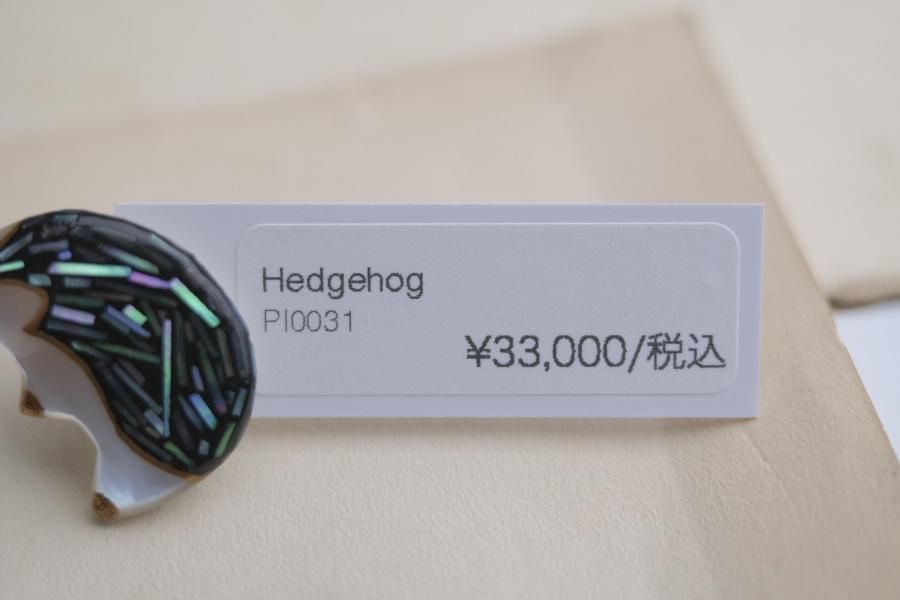 Hedgehog
PI0031
¥33,000/税込